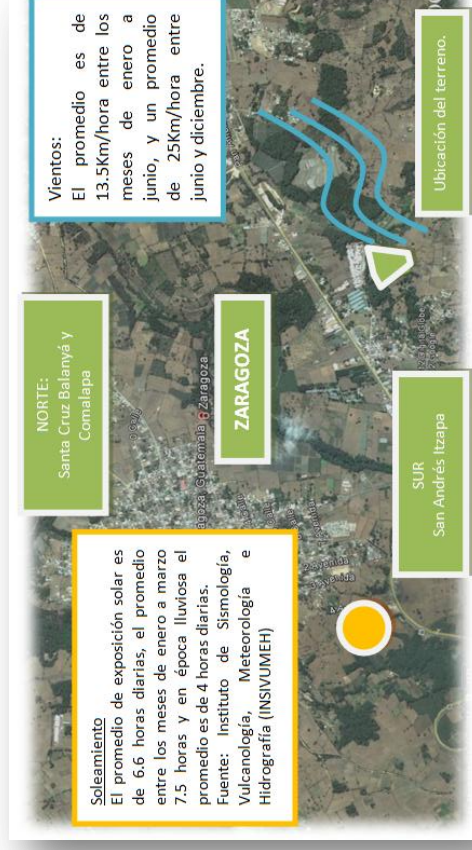 NORTE:
Santa Cruz Balanyá y
Comalapa
Vientos:
El promedio es de
13.5Km/hora entre los
meses de enero a
junio, y un promedio
de 25Km/hora entre
junio y diciembre.
Soleamiento
El promedio de exposición solar es
de 6.6 horas diarias, el promedio
entre los meses de enero a marzo
7.5 horas y en época lluviosa el
promedio es de 4 horas diarias.
Fuente: Instituto de Sismología,
Vulcanología, Meteorología e
Hidrografía (INSIVUMEH)
Guatemala
Zaragoza
ZARAGOZA
SUR
San Andrés Itzapa
Ubicación del terreno.